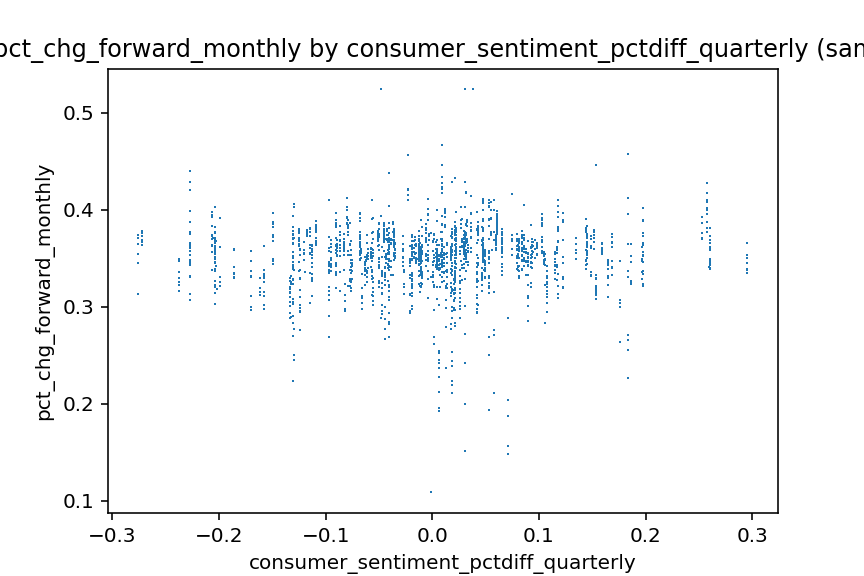 pct_chg_forward_monthly by consumer_sentiment_pctdiff_quarterly (sam
0.5
0.4
0.3
0.2
0.1
pct_chg_forward_monthly
−0.3 −0.2 −0.1 0.0 0.1 0.2 0.3
consumer_sentiment_pctdiff_quarterly